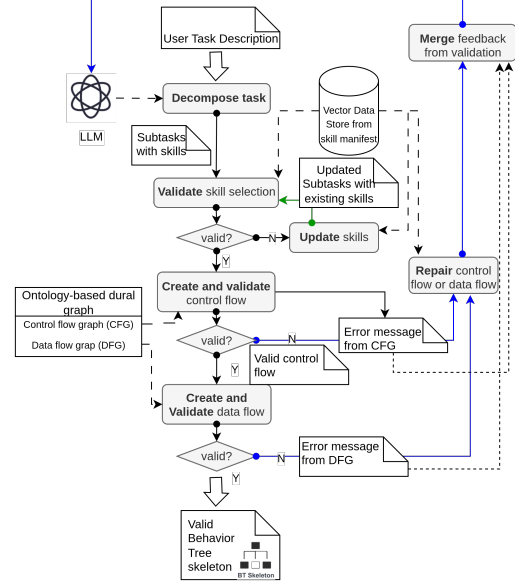 User Task Description
Merge feedback
from validation
Decompose task
LLM
Vector Data
Store from
skill manifest
Subtasks
with skills
Updated
Subtasks with
existing skills
Validate skill selection
valid?
N
Update skills
Y
Create and validate
control flow
Repair control
flow or data flow
Ontology-based dural
graph
Control flow graph (CFG)
Data flow grap (DFG)
valid?
N
Error message
from CFG
Valid control
flow
Y
Create and
Validate data flow
valid?
N
Error message
from DFG
Y
Valid
Behavior
Tree
skeleton
BT Skeleton